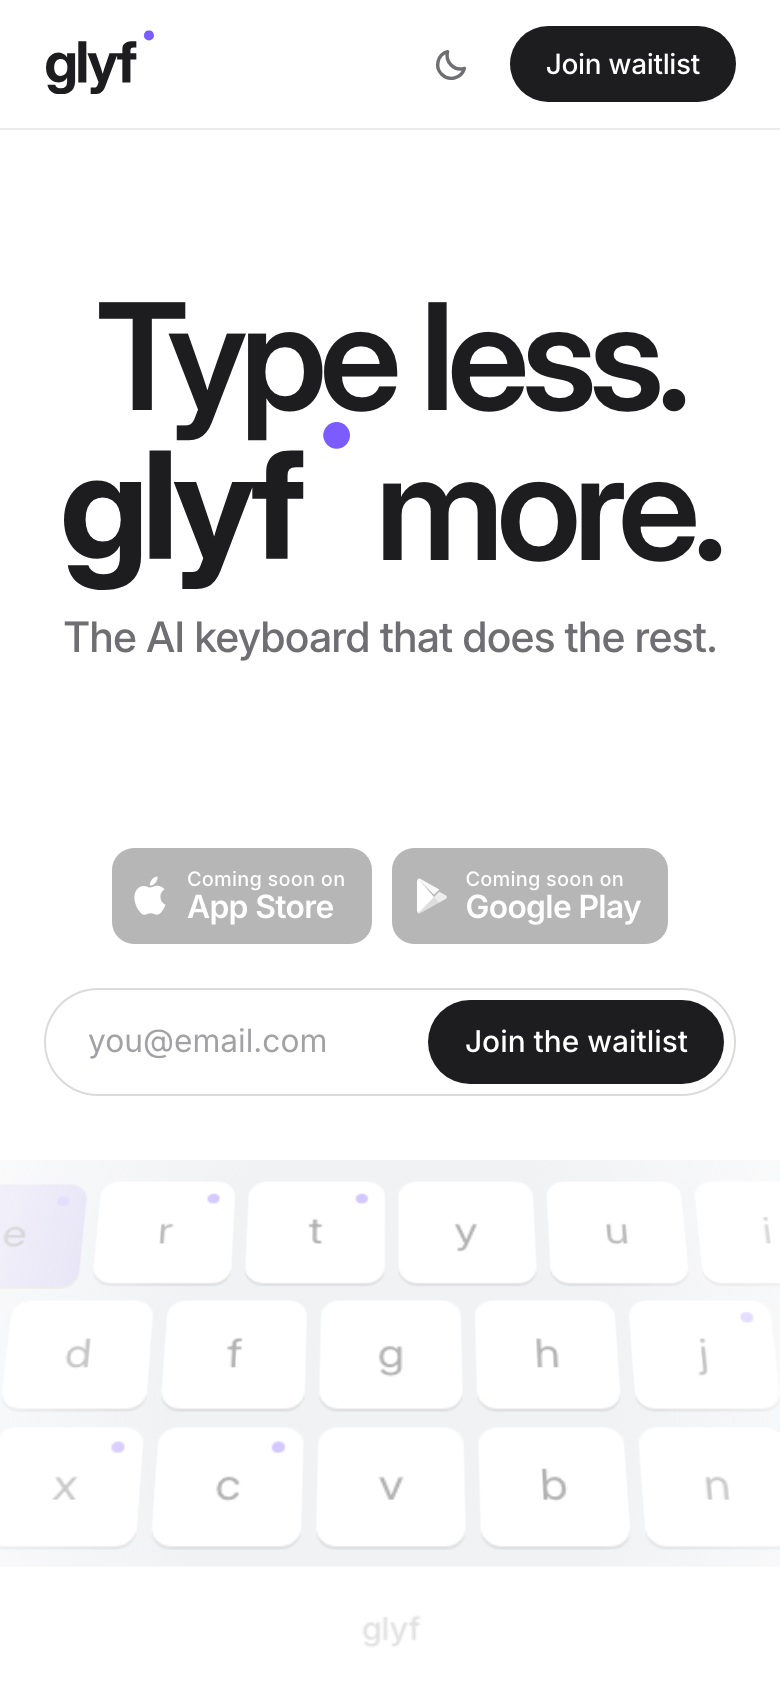 glyf
Join waitlist
Type less.
glyf more.
The AI keyboard that does the rest.
Coming soon on
App Store
Coming soon on
Google Play
you@email.com
Join the waitlist
e r t y u i
d f g h j
x c v b n
glyf